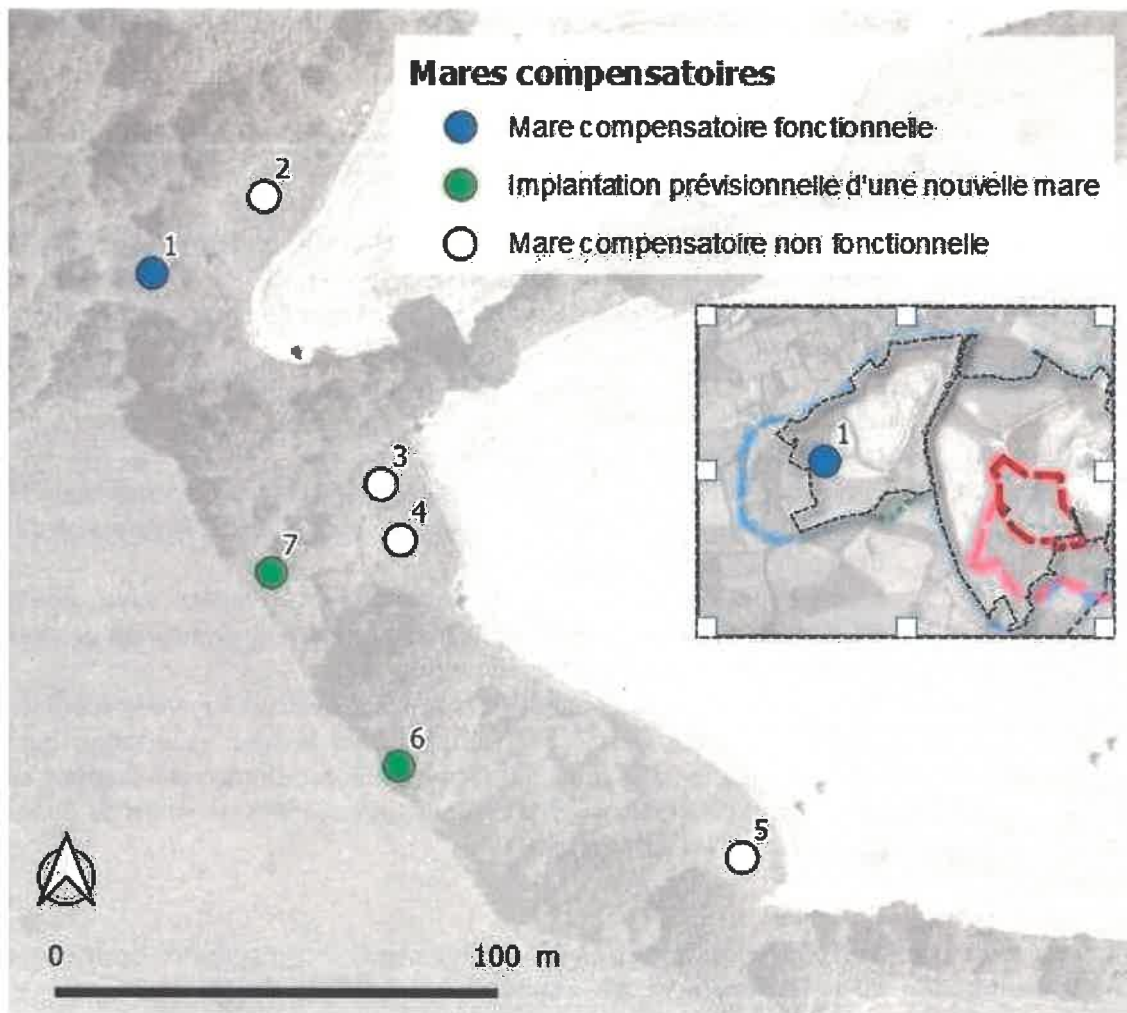 Mares compensatoires
Mare compensatoire fonctionnelle
Implantation prévisionnelle d'une nouvelle mare
Mare compensatoire non fonctionnelle
2
1
1
3
4
7
6
5
0 100 m